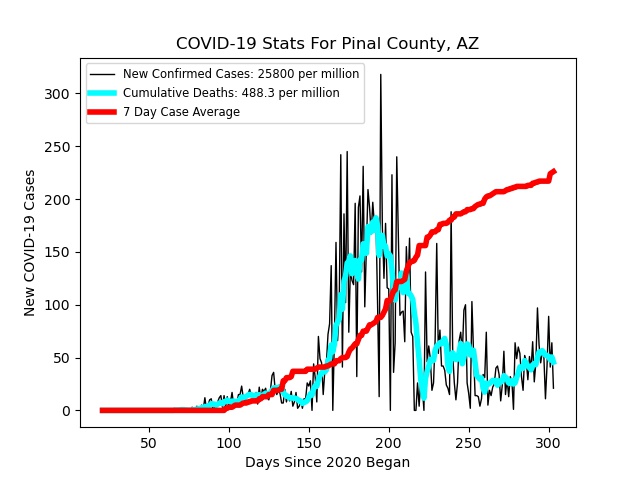 COVID-19 Stats For Pinal County, AZ
New Confirmed Cases: 25800 per million
Cumulative Deaths: 488.3 per million
7 Day Case Average
New COVID-19 Cases
300
250
200
150
100
50
0
50 100 150 200 250 300
Days Since 2020 Began